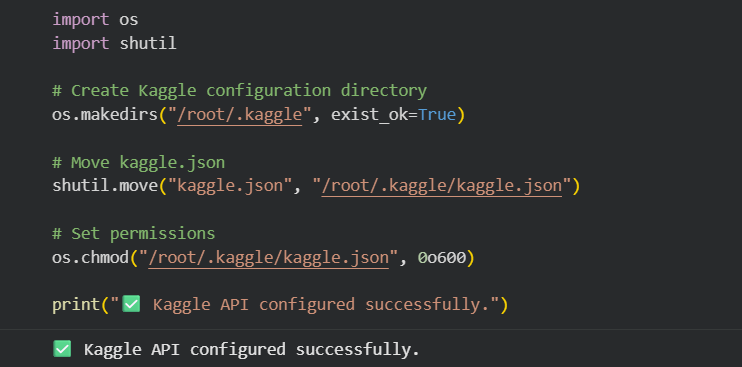 import os
import shutil
# Create Kaggle configuration directory
os.makedirs("/root/.kaggle", exist_ok=True)
# Move kaggle.json
shutil.move("kaggle.json", "/root/.kaggle/kaggle.json")
# Set permissions
os.chmod("/root/.kaggle/kaggle.json", 0o600)
print("✅ Kaggle API configured successfully.")
✅ Kaggle API configured successfully.